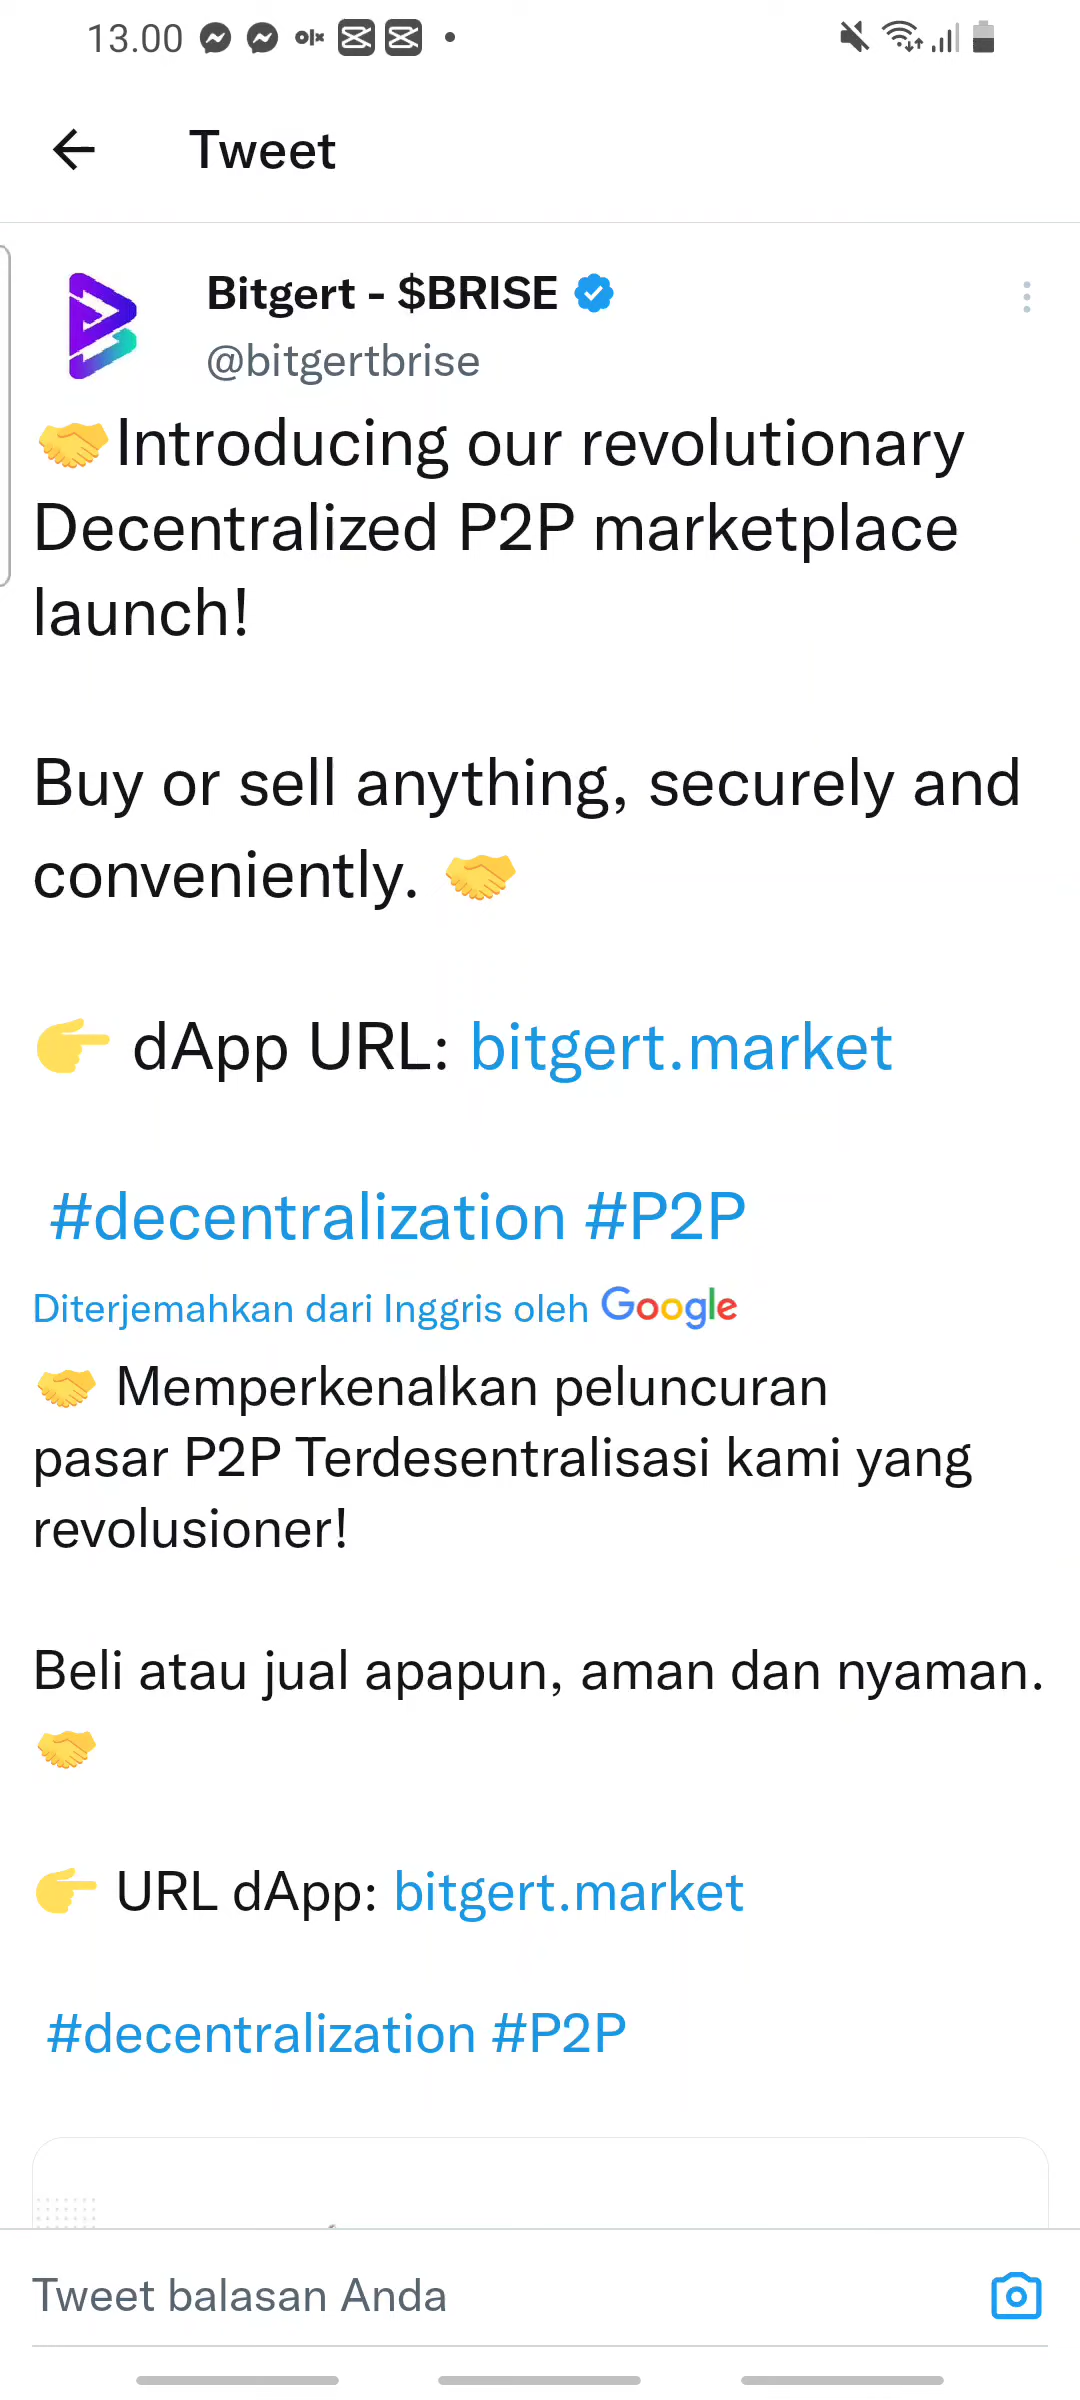 13.00
Tweet
Bitgert - $BRISE
@bitgertbrise
🤝Introducing our revolutionary
Decentralized P2P marketplace
launch!
Buy or sell anything, securely and
conveniently. 🤝
👉 dApp URL: bitgert.market
#decentralization #P2P
Diterjemahkan dari Inggris oleh Google
🤝 Memperkenalkan peluncuran
pasar P2P Terdesentralisasi kami yang
revolusioner!
Beli atau jual apapun, aman dan nyaman.
🤝
👉 URL dApp: bitgert.market
#decentralization #P2P
Tweet balasan Anda